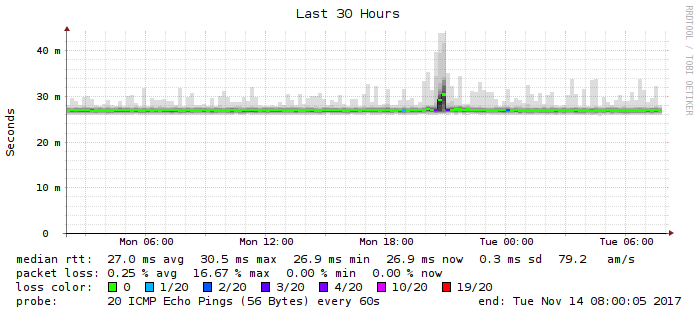 Last 30 Hours
RRDTOOL / TOBI OETIKER
Seconds
40 m
30 m
20 m
10 m
0
Mon 06:00 Mon 12:00 Mon 18:00 Tue 00:00 Tue 06:00
median rtt: 27.0 ms avg 30.5 ms max 26.9 ms min 26.9 ms now 0.3 ms sd 79.2 am/s
packet loss: 0.25 % avg 16.67 % max 0.00 % min 0.00 % now
loss color: 0 1/20 2/20 3/20 4/20 10/20 19/20
probe: 20 ICMP Echo Pings (56 Bytes) every 60s end: Tue Nov 14 08:00:05 2017